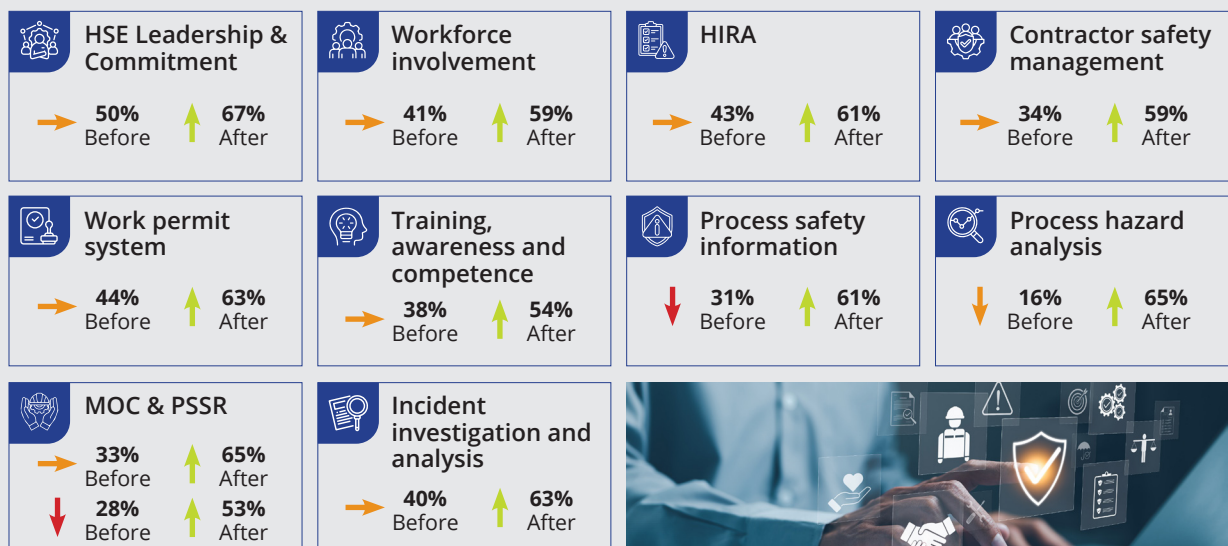 HSE Leadership &
Commitment
50%
Before
67%
After
Workforce
involvement
41%
Before
59%
After
HIRA
43%
Before
61%
After
Contractor safety
management
34%
Before
59%
After
Work permit
system
44%
Before
63%
After
Training,
awareness and
competence
38%
Before
54%
After
Process safety
information
31%
Before
61%
After
Process hazard
analysis
16%
Before
65%
After
MOC & PSSR
33%
Before
65%
After
28%
Before
53%
After
Incident
investigation and
analysis
40%
Before
63%
After